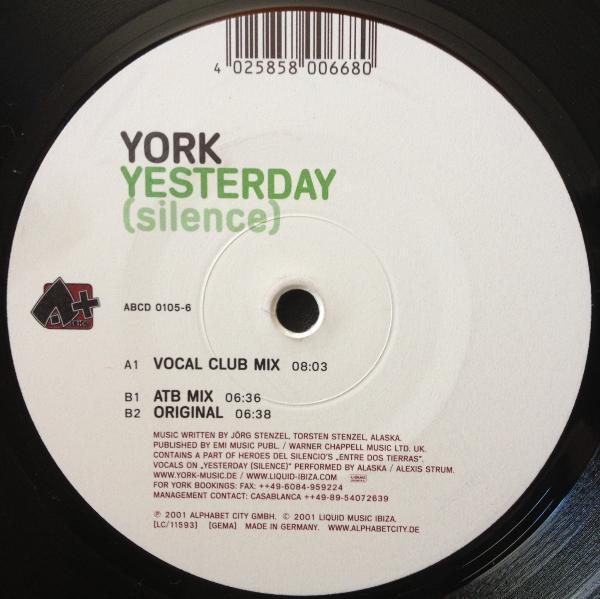 4 025858 006680
YORK
YESTERDAY
(silence)
A+
ABCD 0105-6
A1 VOCAL CLUB MIX 08:03
B1 ATB MIX 06:36
B2 ORIGINAL 06:38
MUSIC WRITTEN BY JÖRG STENZEL, TORSTEN STENZEL, ALASKA.
PUBLISHED BY EMI MUSIC PUBL. / WARNER CHAPPELL MUSIC LTD. UK.
CONTAINS A PART OF HEROES DEL SILENCIO'S „ENTRE DOS TIERRAS".
VOCALS ON „YESTERDAY (SILENCE)" PERFORMED BY ALASKA / ALEXIS STRUM.
WWW.YORK-MUSIC.DE / WWW.LIQUID-IBIZA.COM
FOR YORK BOOKINGS: FAX: ++49-6084-959224
MANAGEMENT CONTACT: CASABLANCA ++49-89-54072639
℗ 2001 ALPHABET CITY GMBH. © 2001 LIQUID MUSIC IBIZA.
[LC/11593] [GEMA] MADE IN GERMANY. WWW.ALPHABETCITY.DE